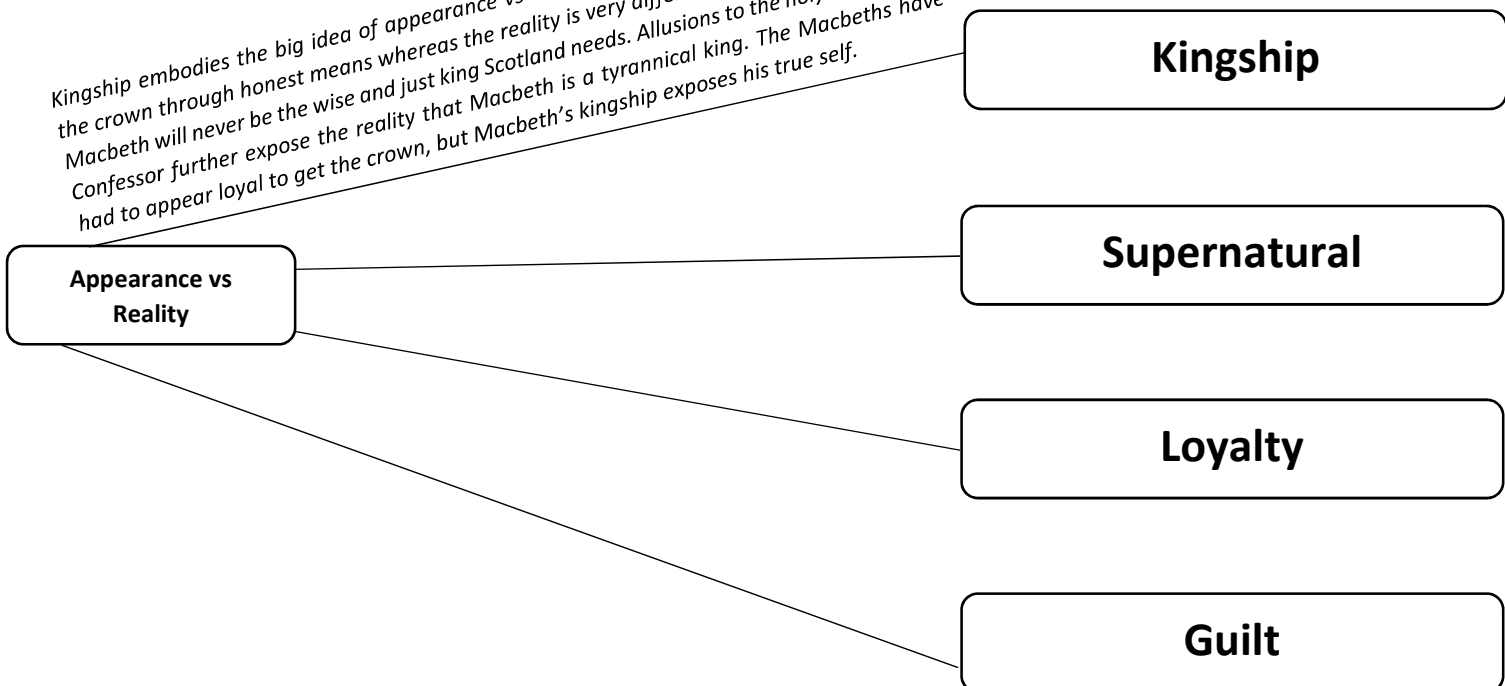 Kingship embodies the big idea of appearance vs
the crown through honest means whereas the reality is very
Macbeth will never be the wise and just king Scotland needs. Allusions to the
Confessor further expose the reality that Macbeth is a tyrannical king. The Macbeths have
had to appear loyal to get the crown, but Macbeth’s kingship exposes his true self.
Kingship
Supernatural
Appearance vs
Reality
Loyalty
Guilt